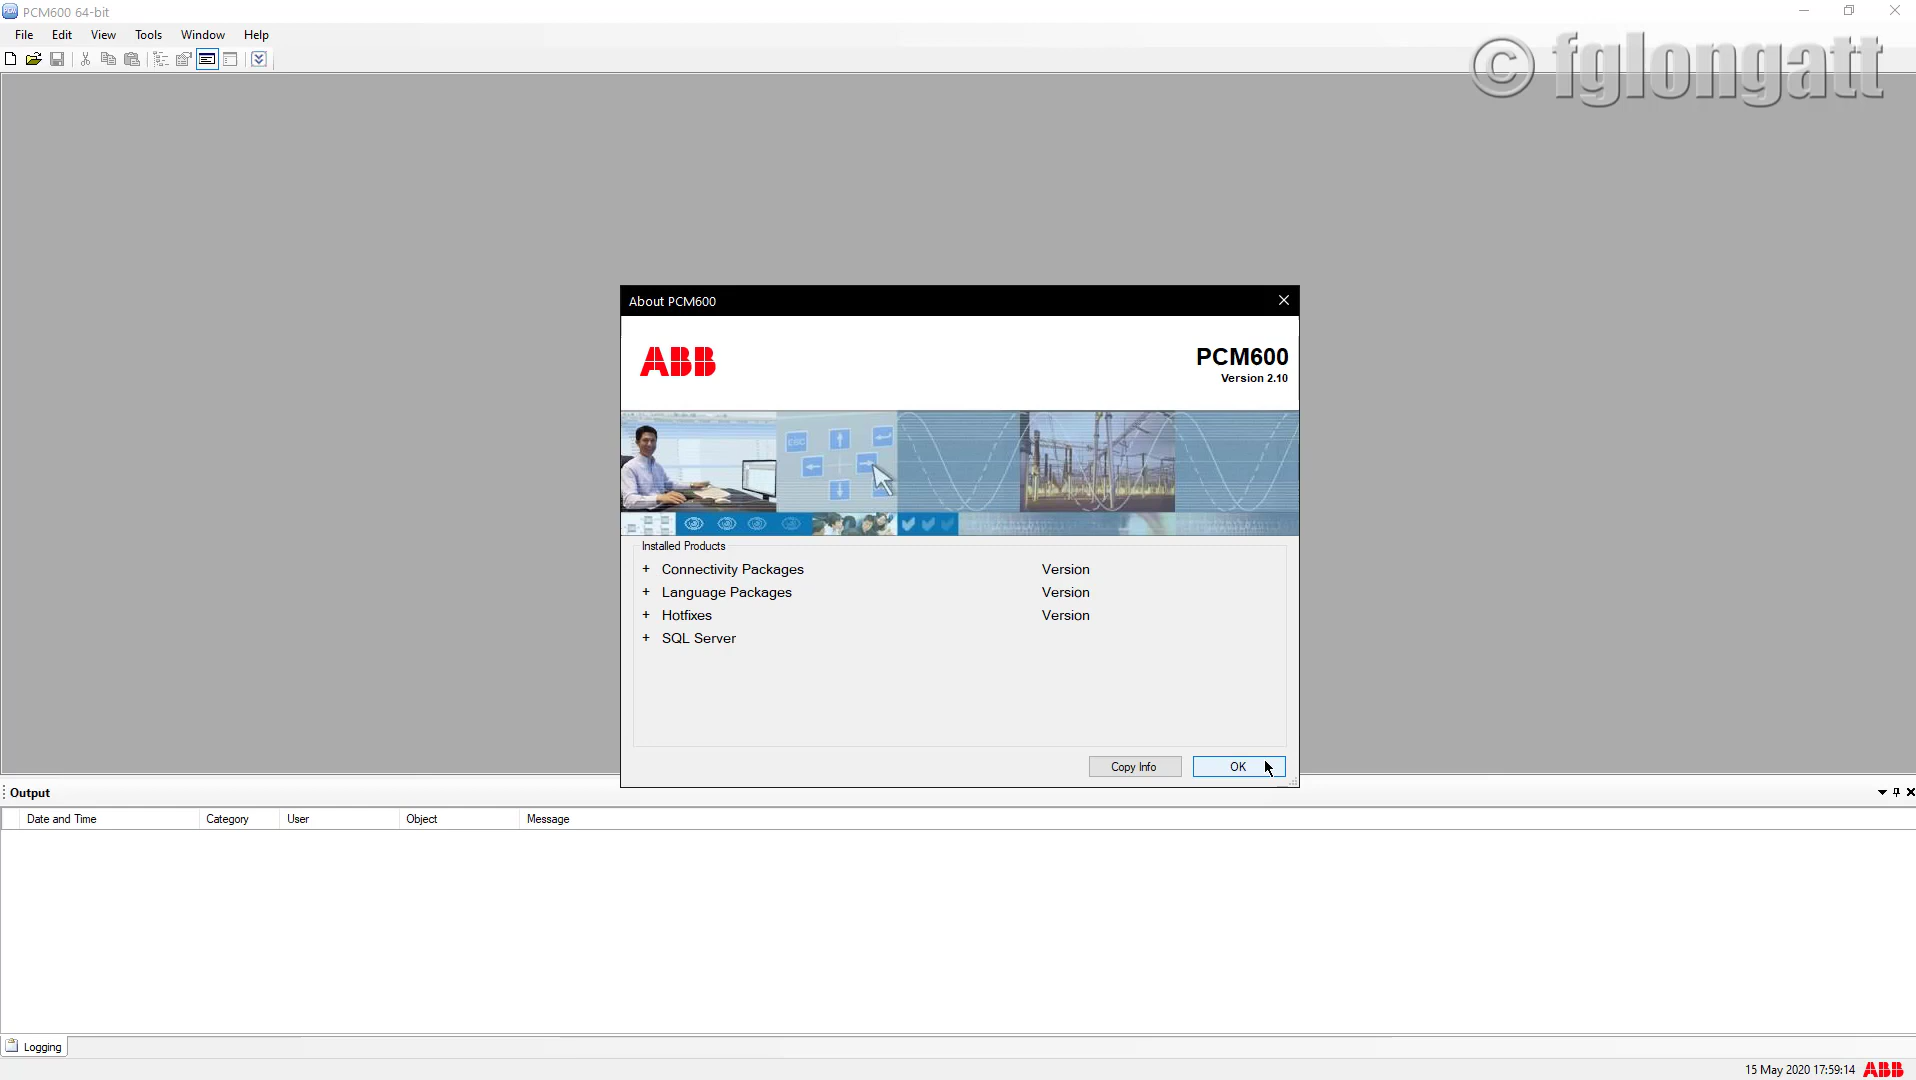 PCM600 64-bit
File Edit View Tools Window Help
© fglongatt
About PCM600
ABB
PCM600
Version 2.10
ESC
Installed Products
+ Connectivity Packages Version
+ Language Packages Version
+ Hotfixes Version
+ SQL Server
Copy Info OK
Output
Date and Time Category User Object Message
Logging
15 May 2020 17:59:14 ABB